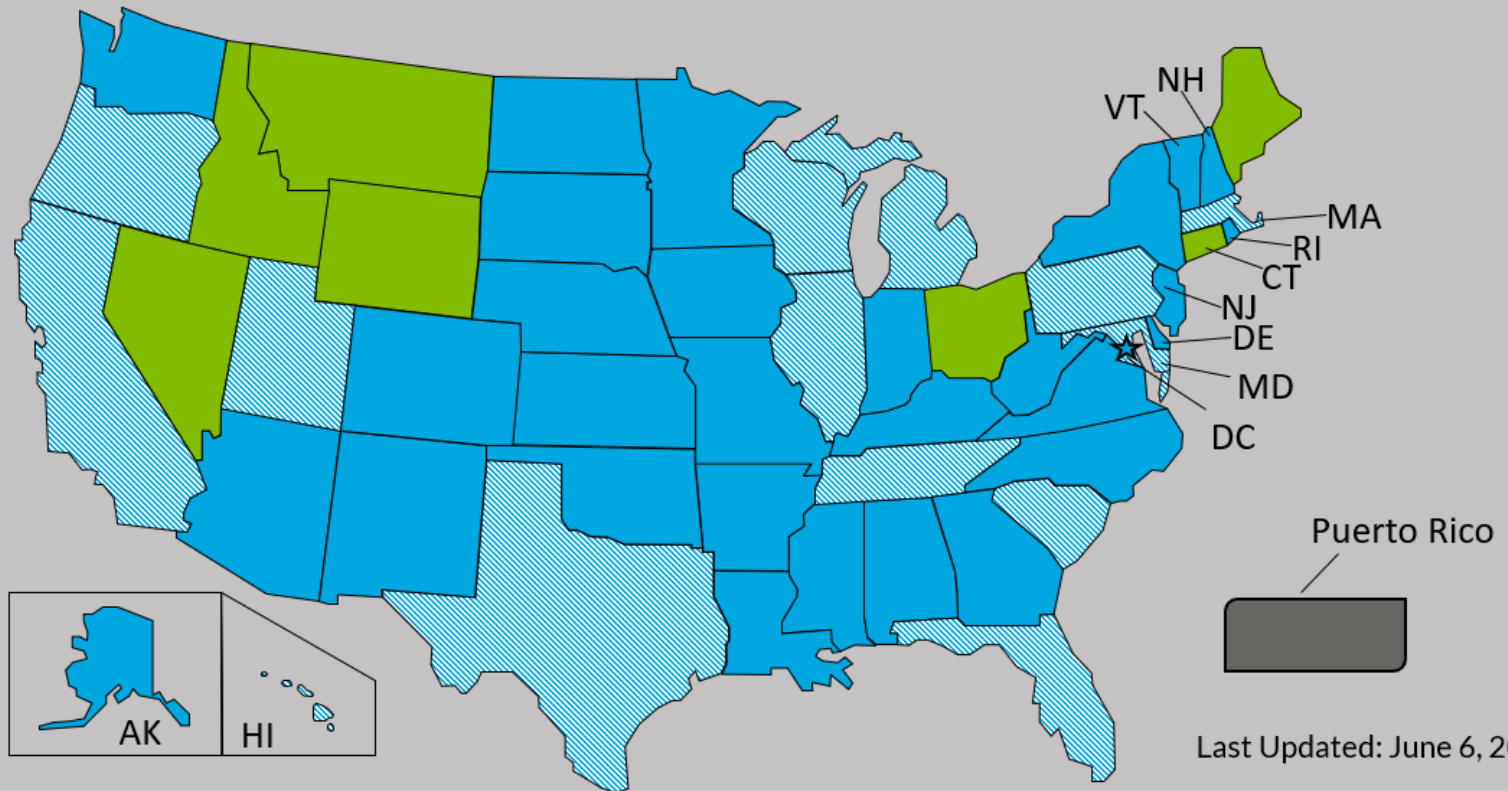 NH
VT
MA
RI
CT
NJ
DE
MD
DC
Puerto Rico
AK
HI
Last Updated: June 6,